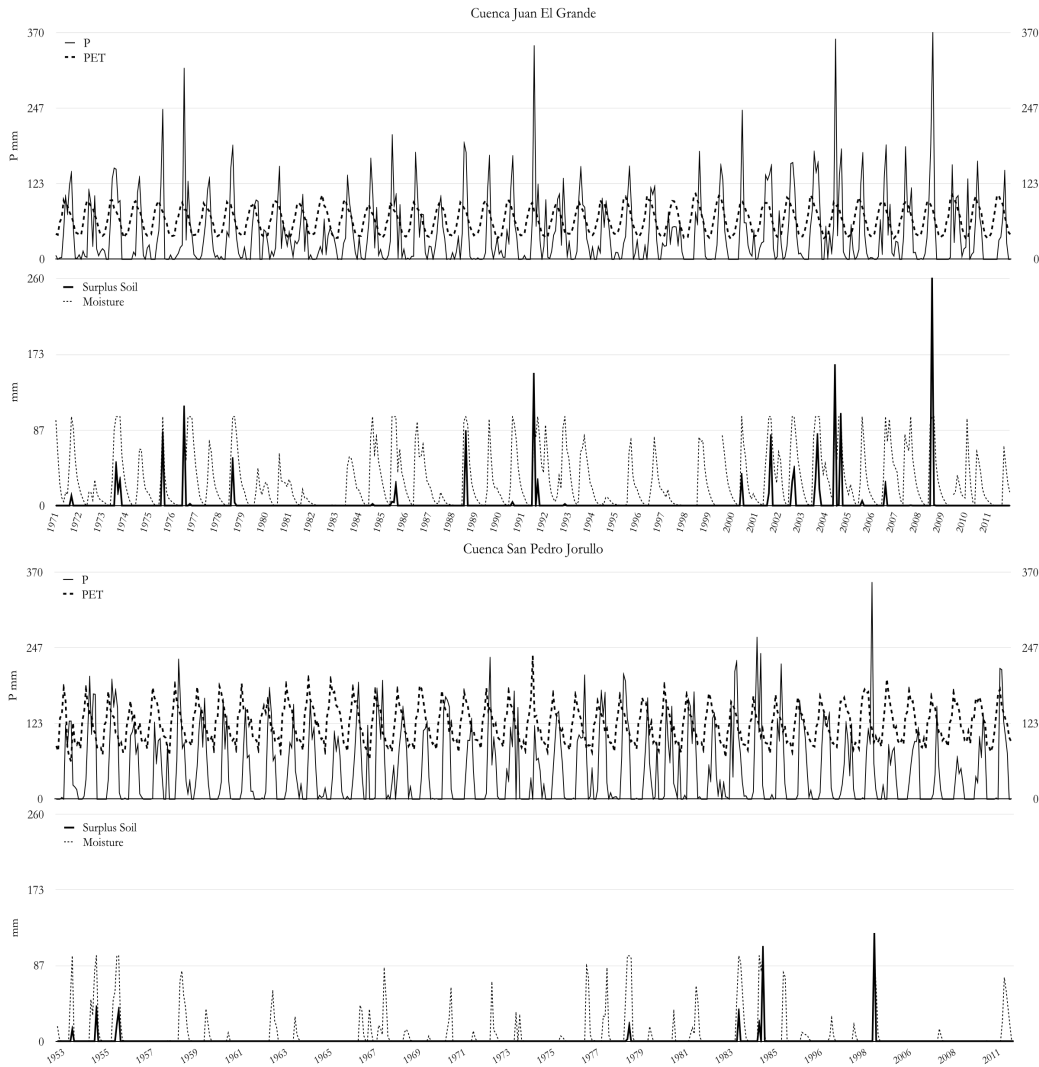 Cuenca Juan El Grande
370 370
P
PET
247 247
P mm
123 123
0 0
260
Surplus Soil
Moisture
173
mm
87
0
1971 1972 1973 1974 1975 1976 1977 1978 1979 1980 1981 1982 1983 1984 1985 1986 1987 1988 1989 1990 1991 1992 1993 1994 1995 1996 1997 1998 1999 2000 2001 2002 2003 2004 2005 2006 2007 2008 2009 2010 2011
Cuenca San Pedro Jorullo
370 370
P
PET
247 247
P mm
123 123
0 0
260
Surplus Soil
Moisture
173
mm
87
0
1953 1955 1957 1959 1961 1963 1965 1967 1969 1971 1973 1975 1977 1979 1981 1983 1985 1996 1998 2006 2008 2011